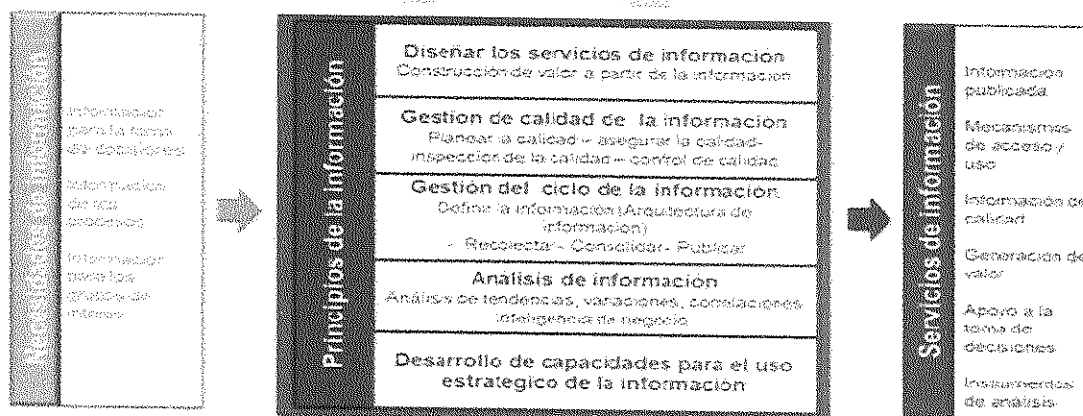 Necesidades de Información
Información
para la toma
de decisiones
Información
de los
procesos
Información
para los
grupos de
interés
Principios de la Información
Diseñar los servicios de información
Construcción de valor a partir de la información
Gestión de calidad de la información
Planear la calidad – asegurar la calidad-
inspección de la calidad – control de calidad
Gestión del ciclo de la información
Definir la información (Arquitectura de
información)
- Recolectar - Consolidar - Publicar
Análisis de información
Análisis de tendencias, variaciones, correlaciones
inteligencia de negocio
Desarrollo de capacidades para el uso
estrategico de la información
Servicios de Información
Información
publicada
Mecanismos
de acceso y
uso
Información de
calidad
Generación de
valor
Apoyo a la
toma de
decisiones
Instrumentos
de análisis